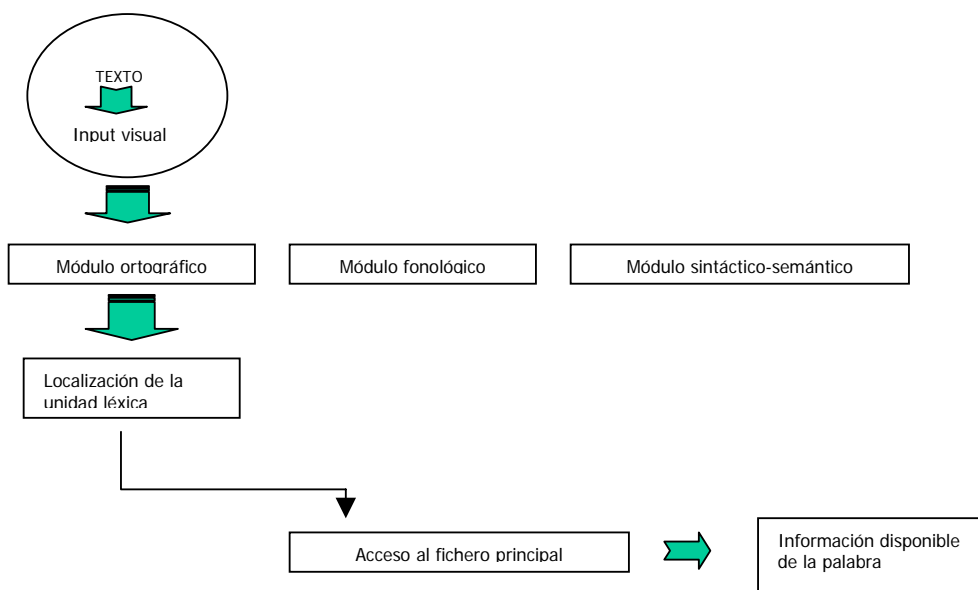 TEXTO
Input visual
Módulo ortográfico
Módulo fonológico
Módulo sintáctico-semántico
Localización de la
unidad léxica
Acceso al fichero principal
Información disponible
de la palabra